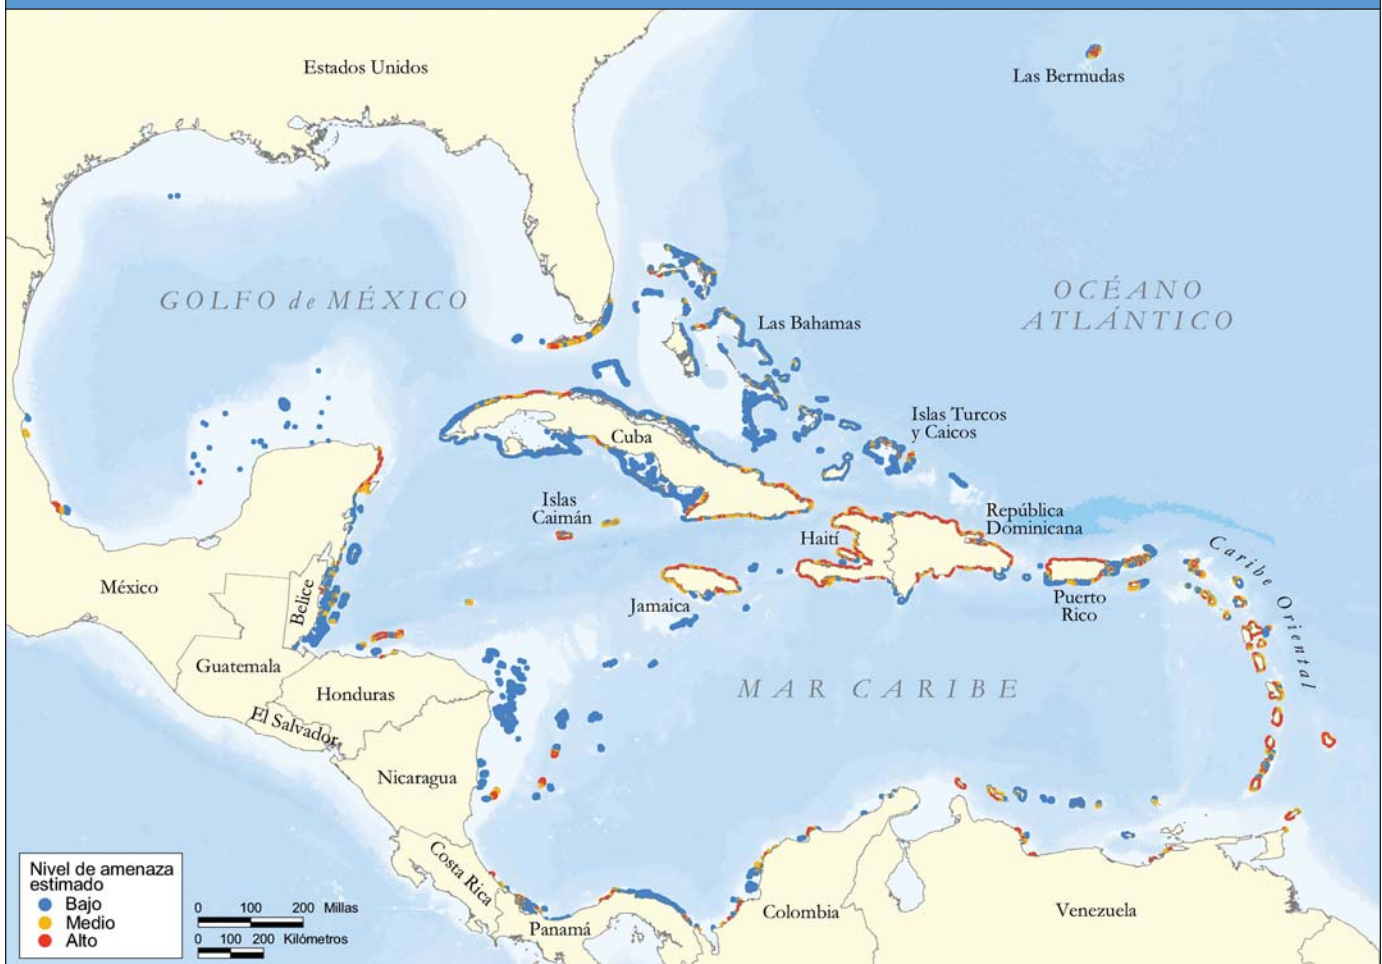 Estados Unidos
Las Bermudas
GOLFO de MÉXICO
OCÉANO
ATLÁNTICO
Las Bahamas
Islas Turcos
y Caicos
Cuba
Islas
Caimán
República
Dominicana
Haití
Caribe Oriental
México
Belice
Jamaica
Puerto
Rico
Guatemala
Honduras
MAR CARIBE
El Salvador
Nicaragua
Costa Rica
Panamá
Colombia
Venezuela
Nivel de amenaza
estimado
Bajo
Medio
Alto
0 100 200 Millas
0 100 200 Kilómetros